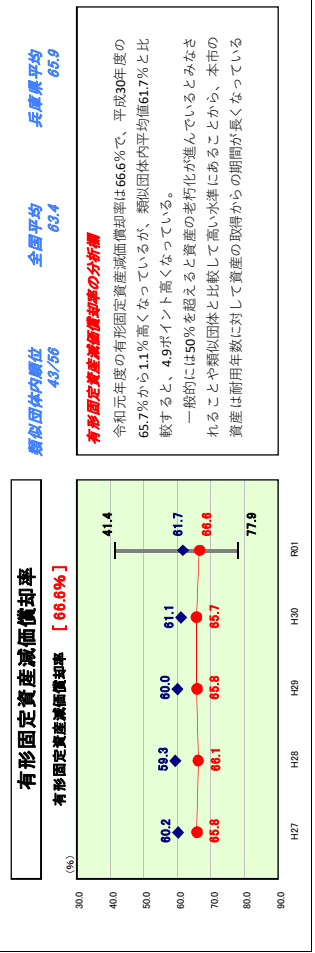 有形固定資産減価償却率
有形固定資産減価償却率 [ 66.6% ]
類似団体内順位 全国平均 兵庫県平均
43/56 63.4 65.9
(%)
30.0
40.0
50.0
60.0
70.0
80.0
90.0
60.2 59.3 60.0 61.1 61.7
65.8 66.1 65.8 65.7 66.6
41.4
77.9
H27 H28 H29 H30 R01
有形固定資産減価償却率の分析欄
令和元年度の有形固定資産減価償却率は66.6%で、平成30年度の
65.7%から1.1%高くなっているが、類似団体内平均値61.7%と比
較すると、4.9ポイント高くなっている。
一般的には50%を超えると資産の老朽化が進んでいるとみなさ
れることや類似団体と比較して高い水準にあることから、本市の
資産は耐用年数に対して資産の取得からの期間が長くなっている